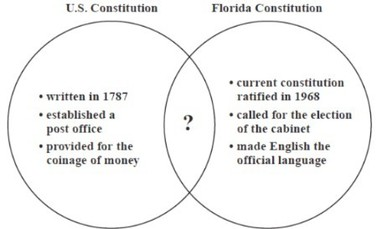 U.S. Constitution
Florida Constitution
• written in 1787
• established a
post office
• provided for the
coinage of money
?
• current constitution
ratified in 1968
• called for the election
of the cabinet
• made English the
official language